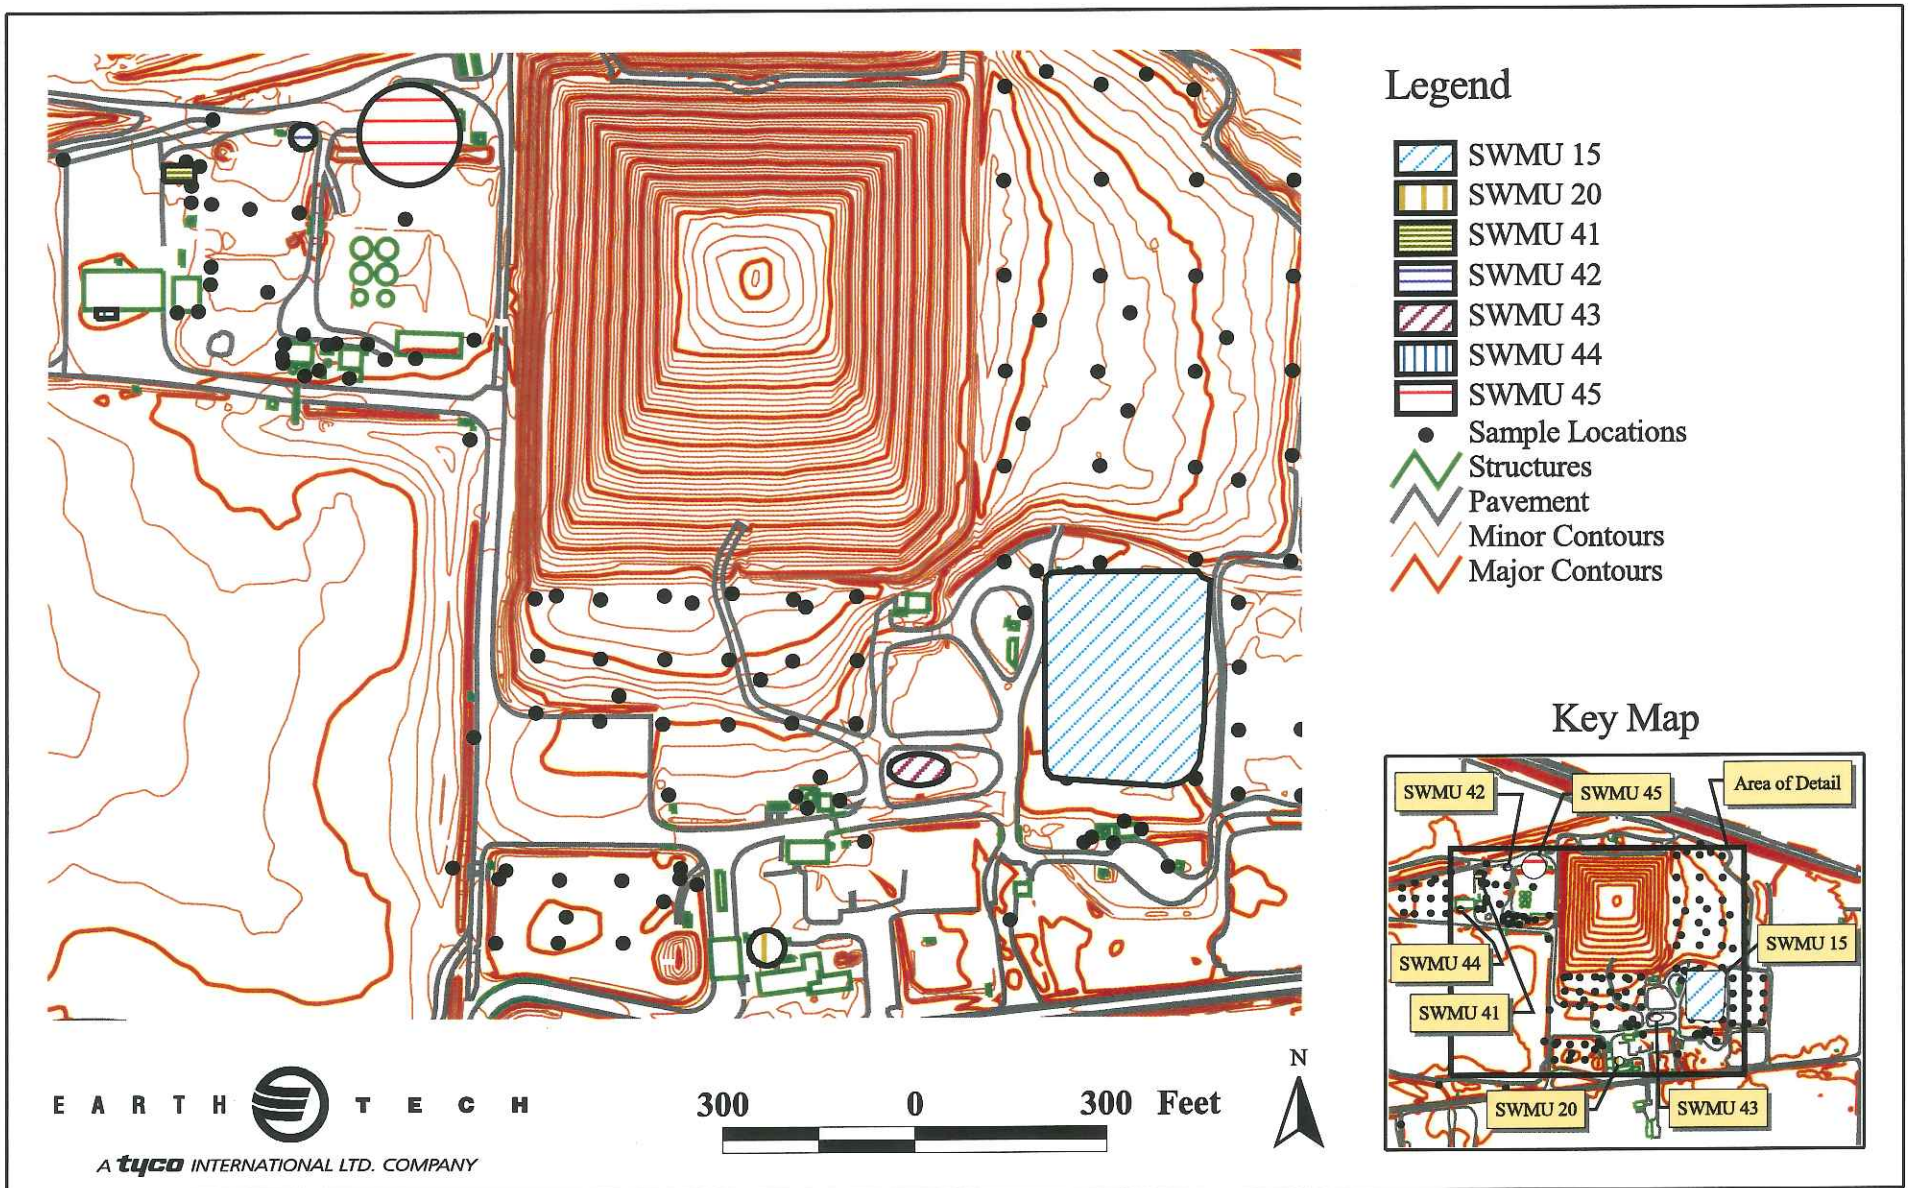 Legend
SWMU 15
SWMU 20
SWMU 41
SWMU 42
SWMU 43
SWMU 44
SWMU 45
Sample Locations
Structures
Pavement
Minor Contours
Major Contours
Key Map
SWMU 42
SWMU 45
Area of Detail
SWMU 15
SWMU 44
SWMU 41
SWMU 20
SWMU 43
EARTH TECH
A tyco INTERNATIONAL LTD. COMPANY
300 0 300 Feet
N